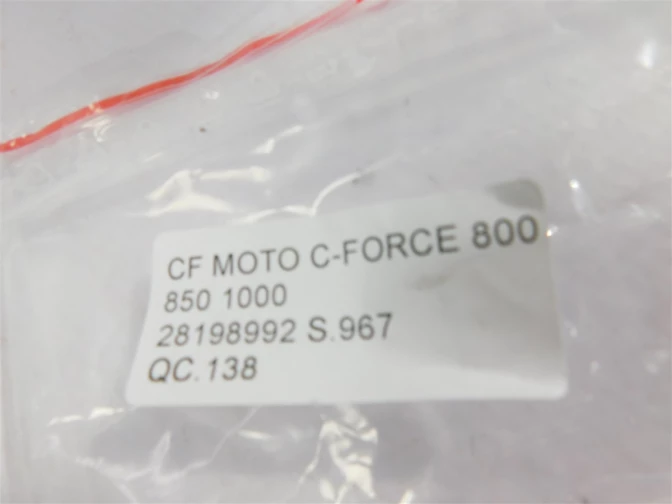 CF MOTO C-FORCE 800
850 1000
28198992 S.967
QC.138